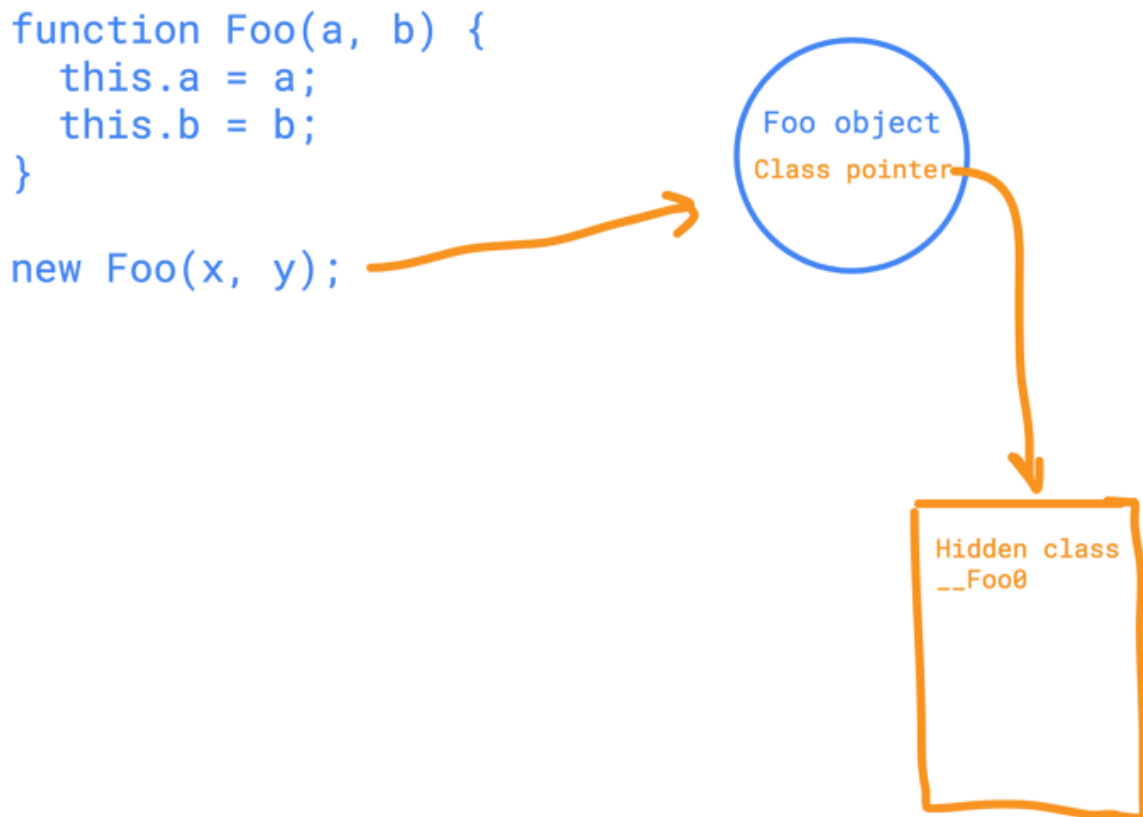 function Foo(a, b) {
  this.a = a;
  this.b = b;
}
new Foo(x, y);
Foo object
Class pointer
Hidden class
__Foo0